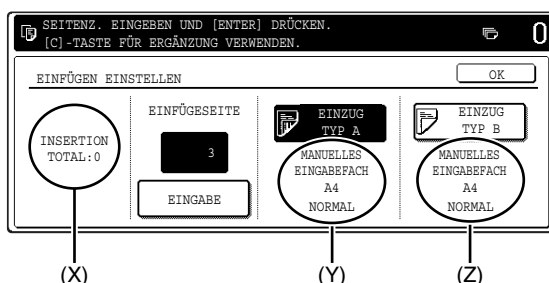 SEITENZ. EINGEBEN UND [ENTER] DRÜCKEN.
[C]-TASTE FÜR ERGÄNZUNG VERWENDEN.
0
EINFÜGEN EINSTELLEN
OK
INSERTION
TOTAL:0
EINFÜGESEITE
3
EINGABE
EINZUG
TYP A
MANUELLES
EINGABEFACH
A4
NORMAL
EINZUG
TYP B
MANUELLES
EINGABEFACH
A4
NORMAL
(X)
(Y)
(Z)